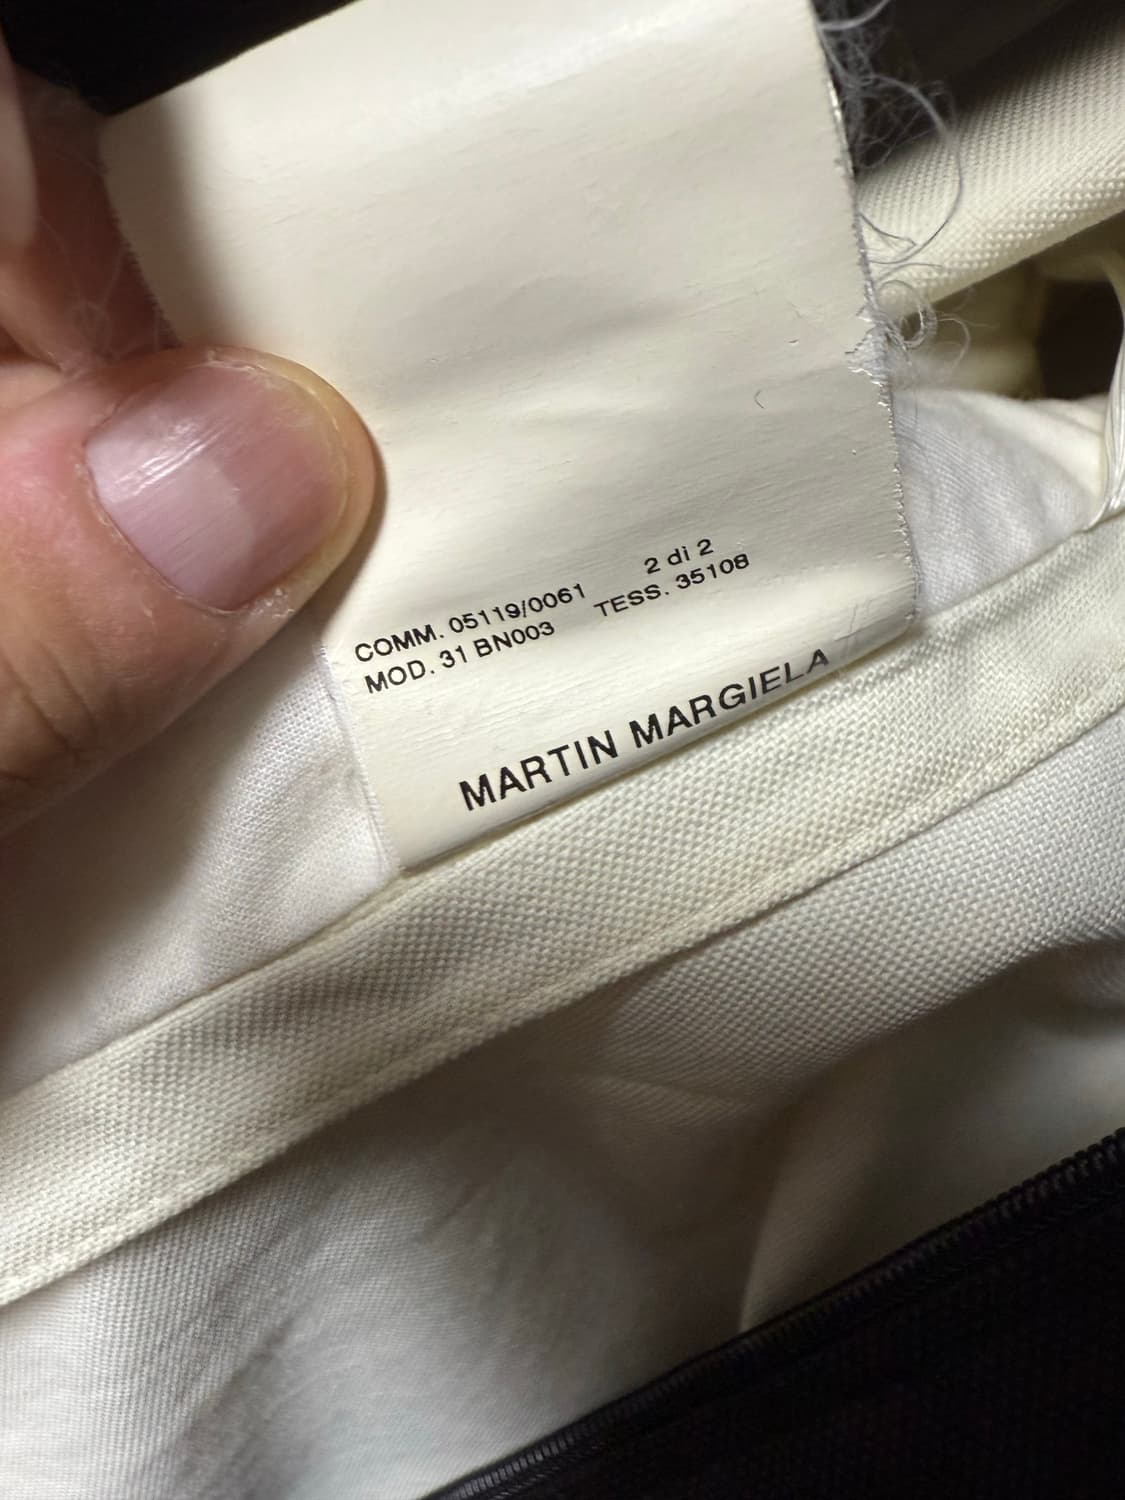 2 di 2
COMM. 05119/0061
TESS. 35108
MOD. 31 BN003
MARTIN MARGIELA